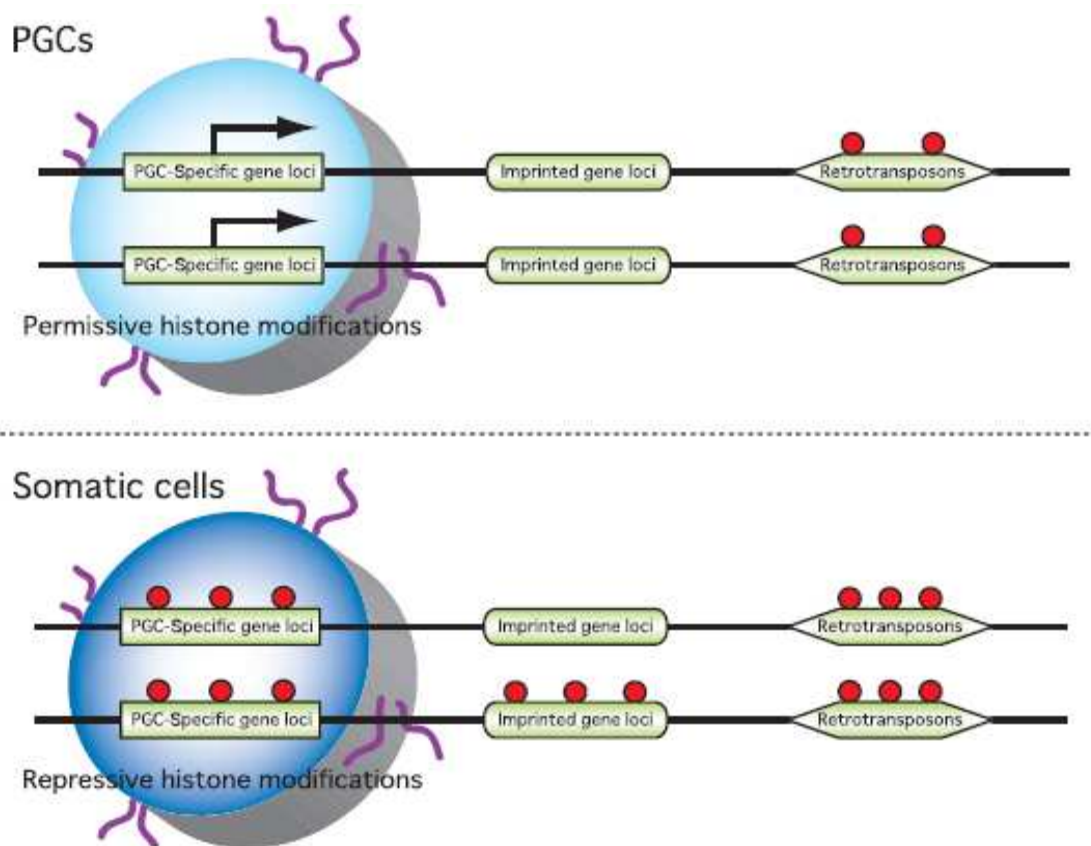 PGCs
PGC-Specific gene loci Imprinted gene loci Retrotransposons
PGC-Specific gene loci Imprinted gene loci Retrotransposons
Permissive histone modifications
Somatic cells
PGC-Specific gene loci Imprinted gene loci Retrotransposons
PGC-Specific gene loci Imprinted gene loci Retrotransposons
Repressive histone modifications